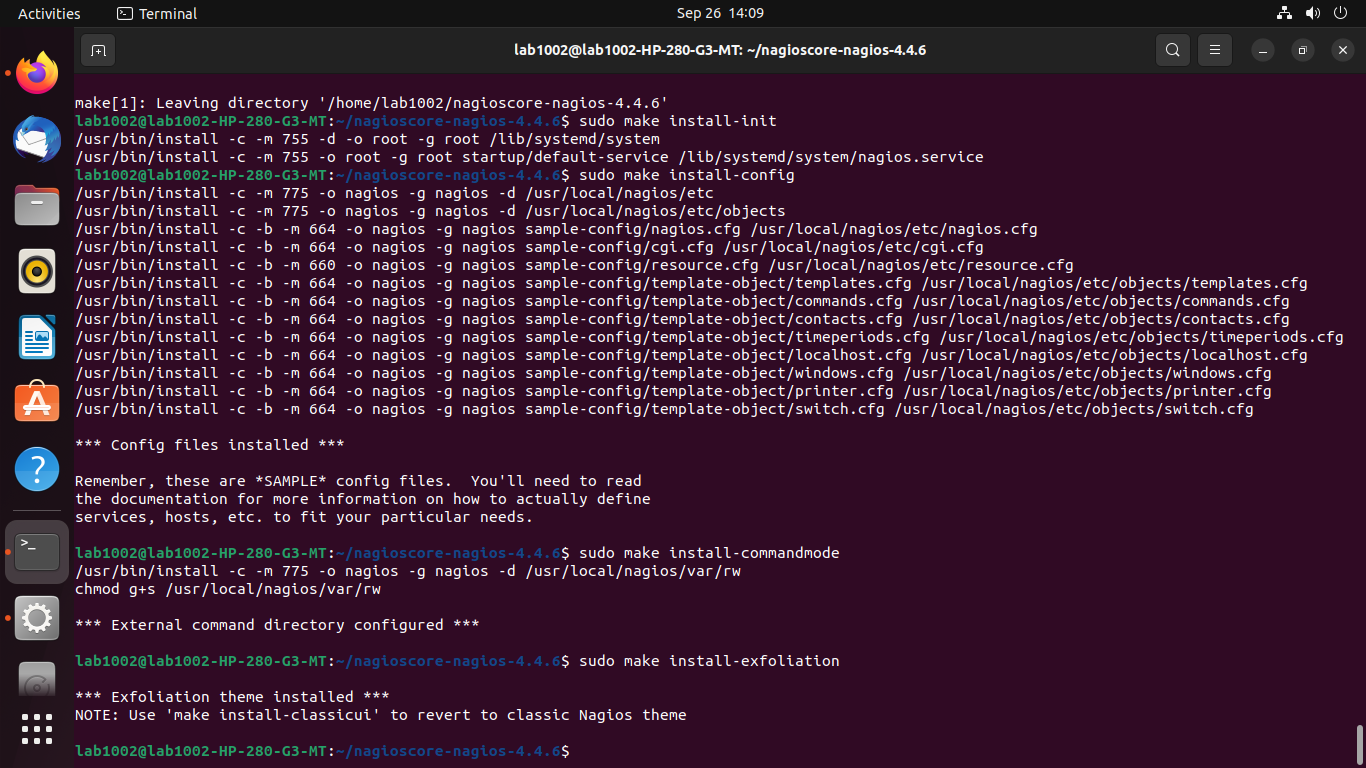 Activities
Terminal
Sep 26 14:09
lab1002@lab1002-HP-280-G3-MT: ~/nagioscore-nagios-4.4.6
make[1]: Leaving directory '/home/lab1002/nagioscore-nagios-4.4.6'
lab1002@lab1002-HP-280-G3-MT:~/nagioscore-nagios-4.4.6$ sudo make install-init
/usr/bin/install -c -m 755 -d -o root -g root /lib/systemd/system
/usr/bin/install -c -m 755 -o root -g root startup/default-service /lib/systemd/system/nagios.service
lab1002@lab1002-HP-280-G3-MT:~/nagioscore-nagios-4.4.6$ sudo make install-config
/usr/bin/install -c -m 775 -o nagios -g nagios -d /usr/local/nagios/etc
/usr/bin/install -c -m 775 -o nagios -g nagios -d /usr/local/nagios/etc/objects
/usr/bin/install -c -b -m 664 -o nagios -g nagios sample-config/nagios.cfg /usr/local/nagios/etc/nagios.cfg
/usr/bin/install -c -b -m 664 -o nagios -g nagios sample-config/cgi.cfg /usr/local/nagios/etc/cgi.cfg
/usr/bin/install -c -b -m 660 -o nagios -g nagios sample-config/resource.cfg /usr/local/nagios/etc/resource.cfg
/usr/bin/install -c -b -m 664 -o nagios -g nagios sample-config/template-object/templates.cfg /usr/local/nagios/etc/objects/templates.cfg
/usr/bin/install -c -b -m 664 -o nagios -g nagios sample-config/template-object/commands.cfg /usr/local/nagios/etc/objects/commands.cfg
/usr/bin/install -c -b -m 664 -o nagios -g nagios sample-config/template-object/contacts.cfg /usr/local/nagios/etc/objects/contacts.cfg
/usr/bin/install -c -b -m 664 -o nagios -g nagios sample-config/template-object/timeperiods.cfg /usr/local/nagios/etc/objects/timeperiods.cfg
/usr/bin/install -c -b -m 664 -o nagios -g nagios sample-config/template-object/localhost.cfg /usr/local/nagios/etc/objects/localhost.cfg
/usr/bin/install -c -b -m 664 -o nagios -g nagios sample-config/template-object/windows.cfg /usr/local/nagios/etc/objects/windows.cfg
/usr/bin/install -c -b -m 664 -o nagios -g nagios sample-config/template-object/printer.cfg /usr/local/nagios/etc/objects/printer.cfg
/usr/bin/install -c -b -m 664 -o nagios -g nagios sample-config/template-object/switch.cfg /usr/local/nagios/etc/objects/switch.cfg
*** Config files installed ***
Remember, these are *SAMPLE* config files.  You'll need to read
the documentation for more information on how to actually define
services, hosts, etc. to fit your particular needs.
lab1002@lab1002-HP-280-G3-MT:~/nagioscore-nagios-4.4.6$ sudo make install-commandmode
/usr/bin/install -c -m 775 -o nagios -g nagios -d /usr/local/nagios/var/rw
chmod g+s /usr/local/nagios/var/rw
*** External command directory configured ***
lab1002@lab1002-HP-280-G3-MT:~/nagioscore-nagios-4.4.6$ sudo make install-exfoliation
*** Exfoliation theme installed ***
NOTE: Use 'make install-classicui' to revert to classic Nagios theme
lab1002@lab1002-HP-280-G3-MT:~/nagioscore-nagios-4.4.6$